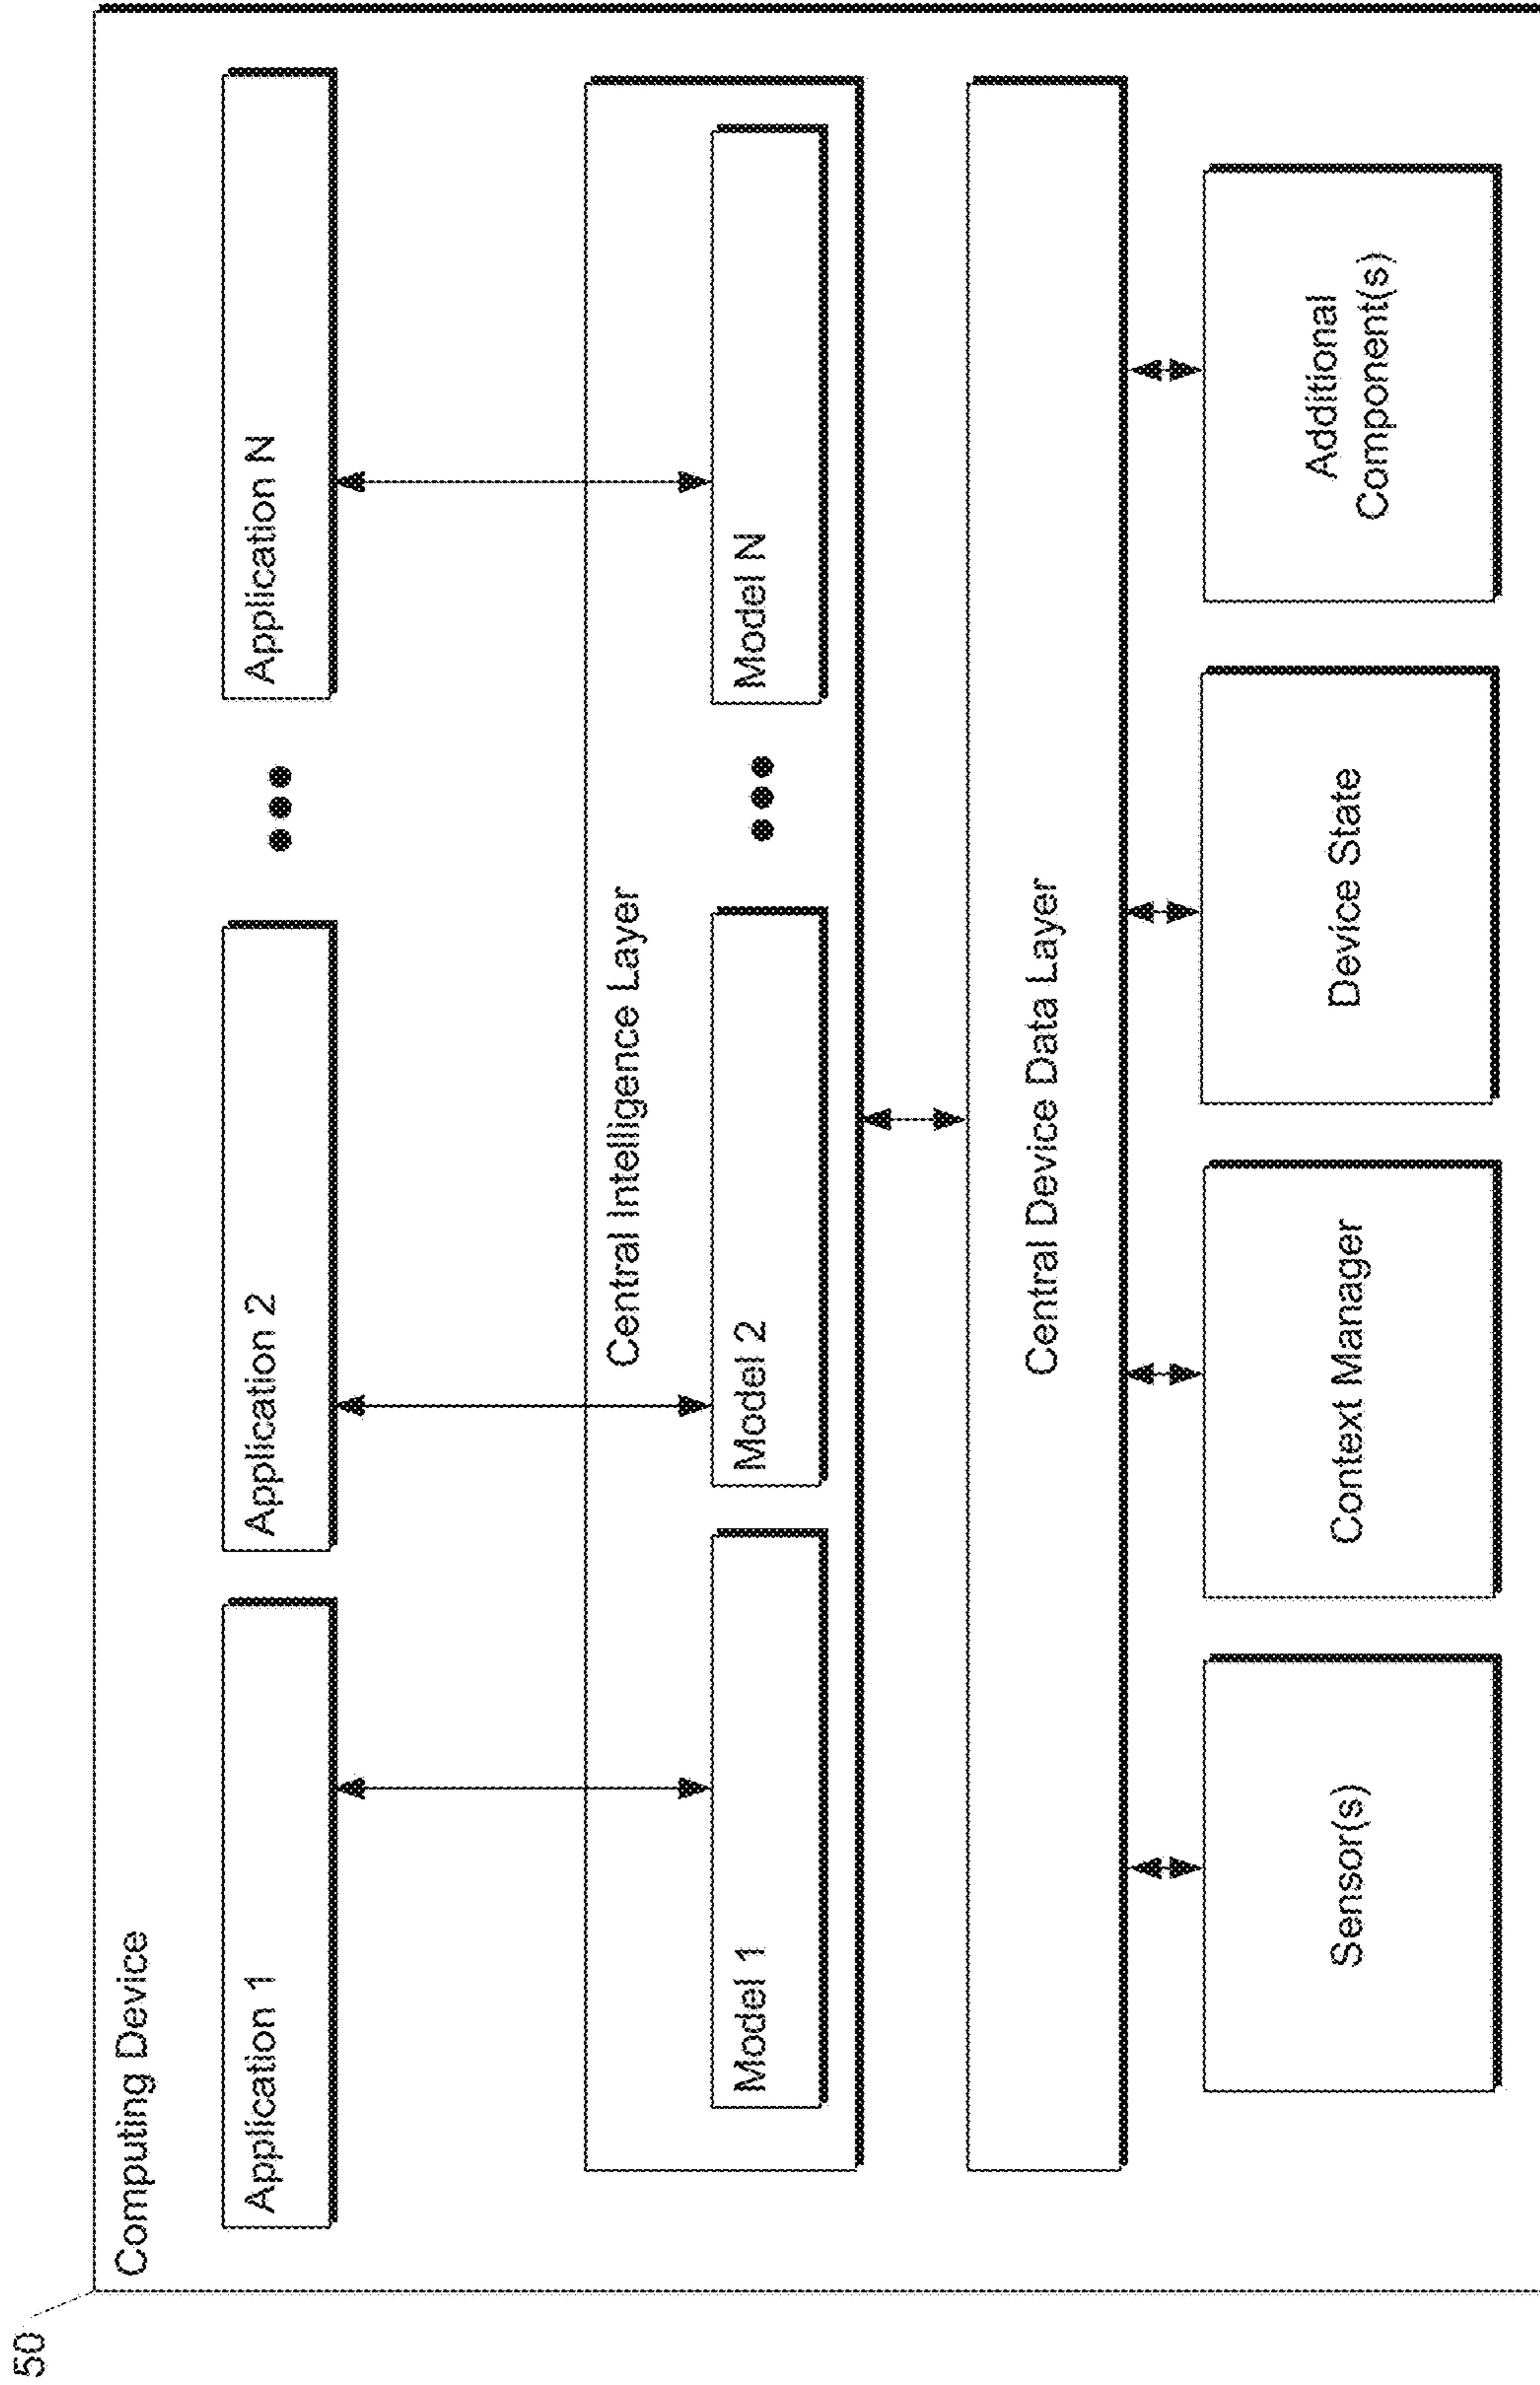 50
Computing Device
Application 1
Application 2
Application N
Central Intelligence Layer
Model 1
Model 2
Model N
Central Device Data Layer
Sensor(s)
Context Manager
Device State
Additional
Component(s)